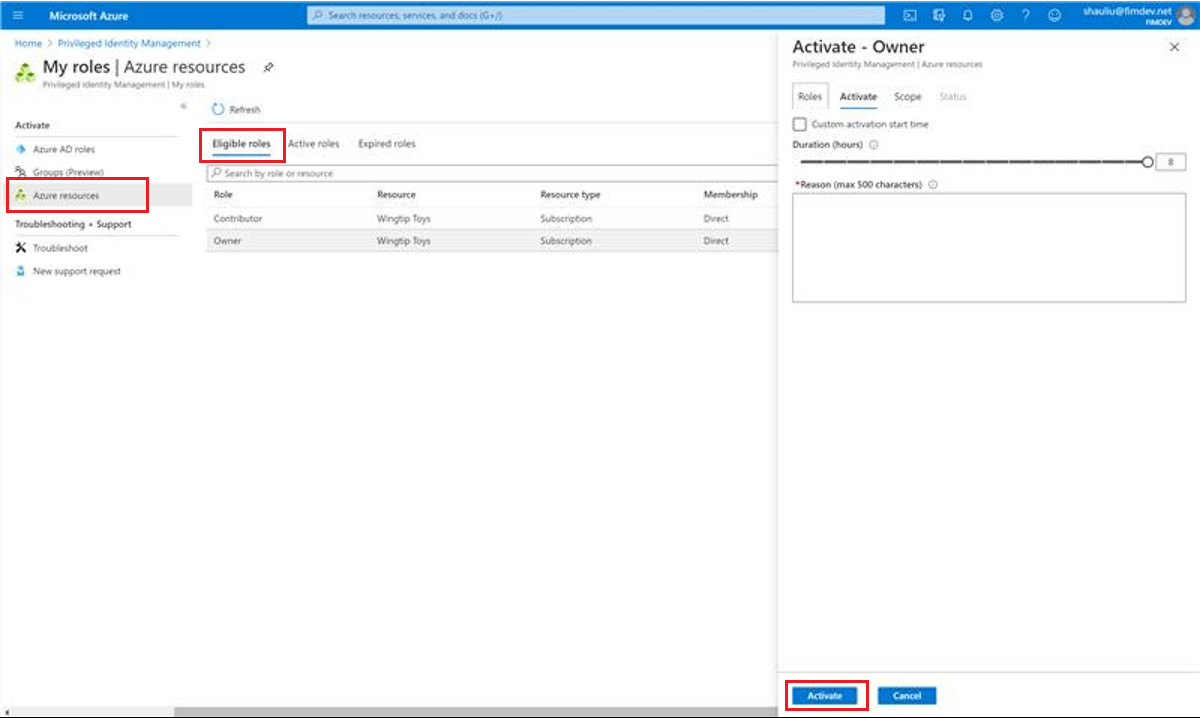 Microsoft Azure
Search resources, services, and docs (G+/)
shauliu@fimdev.net
FIMDEV
Home > Privileged Identity Management >
My roles | Azure resources
Privileged Identity Management | My roles
Activate
Azure AD roles
Groups (Preview)
Azure resources
Troubleshooting + Support
Troubleshoot
New support request
Refresh
Eligible roles Active roles Expired roles
Search by role or resource
Role Resource Resource type Membership
Contributor Wingtip Toys Subscription Direct
Owner Wingtip Toys Subscription Direct
Activate - Owner
Privileged Identity Management | Azure resources
Roles Activate Scope Status
Custom activation start time
Duration (hours)
8
*Reason (max 500 characters)
Activate Cancel